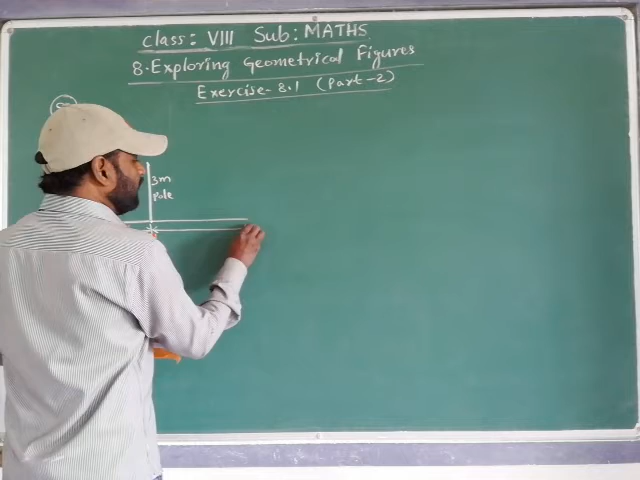 Class: VIII Sub: MATHS
8. Exploring Geometrical Figures
Exercise-8.1 (Part-2)
3m
pole